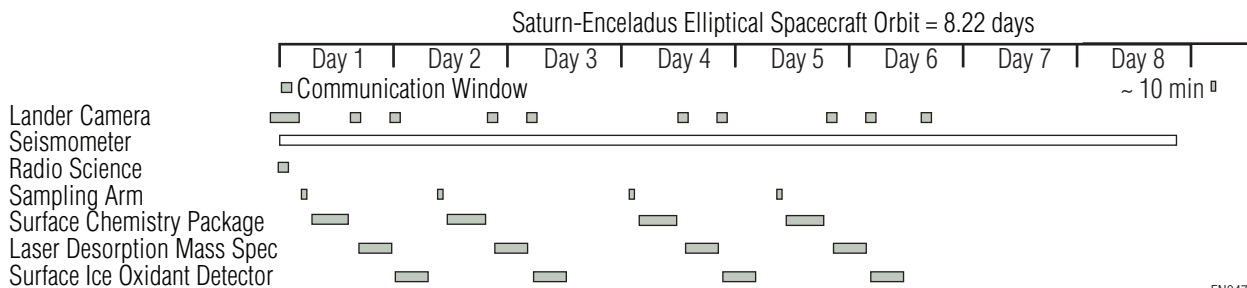 Saturn-Enceladus Elliptical Spacecraft Orbit = 8.22 days
Day 1 Day 2 Day 3 Day 4 Day 5 Day 6 Day 7 Day 8
Communication Window ~ 10 min
Lander Camera
Seismometer
Radio Science
Sampling Arm
Surface Chemistry Package
Laser Desorption Mass Spec
Surface Ice Oxidant Detector